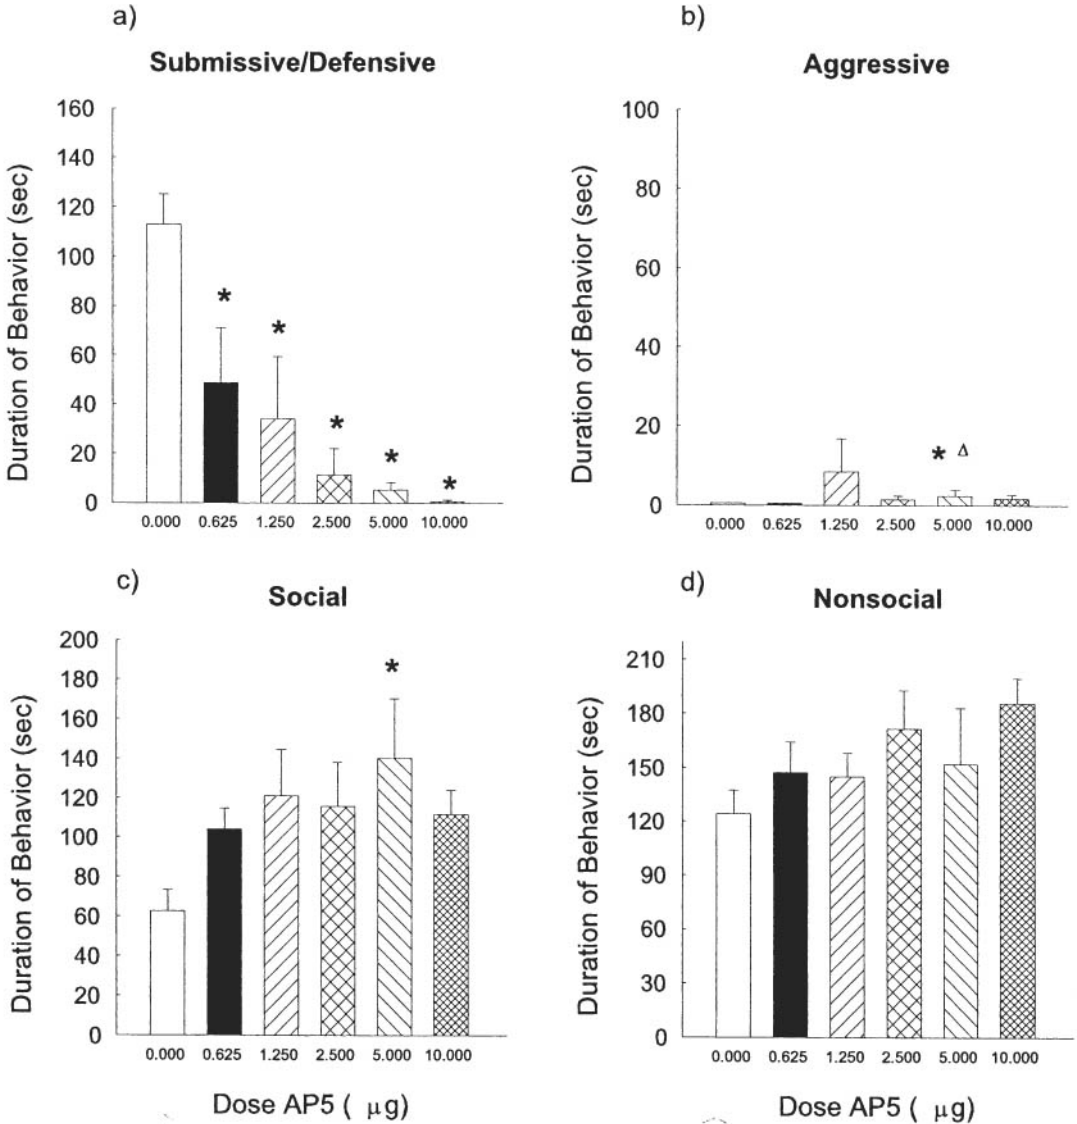 a)
Submissive/Defensive
160
140
120
100
80
60
40
20
0
Duration of Behavior (sec)
*
*
*
*
*
0.000 0.625 1.250 2.500 5.000 10.000
b)
Aggressive
100
80
60
40
20
0
Duration of Behavior (sec)
* Δ
0.000 0.625 1.250 2.500 5.000 10.000
c)
Social
200
180
160
140
120
100
80
60
40
20
0
Duration of Behavior (sec)
*
0.000 0.625 1.250 2.500 5.000 10.000
Dose AP5 ( μg)
d)
Nonsocial
210
180
150
120
90
60
30
0
Duration of Behavior (sec)
0.000 0.625 1.250 2.500 5.000 10.000
Dose AP5 ( μg)